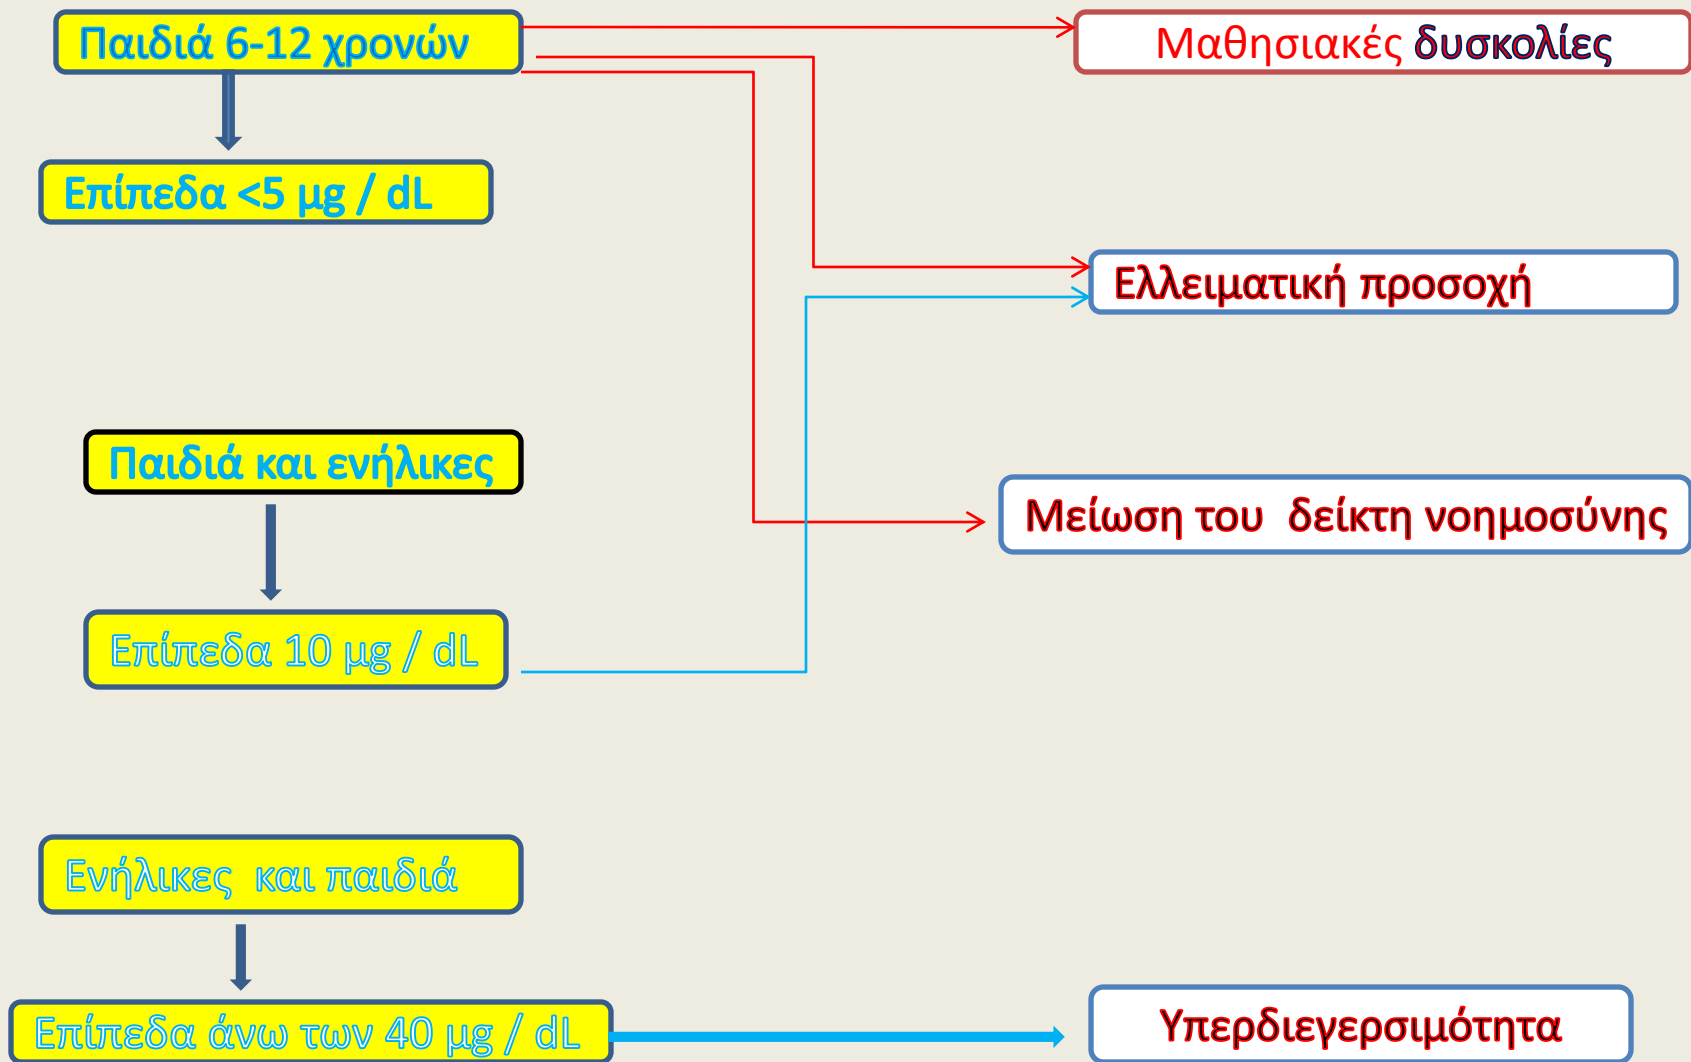 Παιδιά 6-12 χρονών
Μαθησιακές δυσκολίες
Επίπεδα <5 μg / dL
Ελλειματική προσοχή
Παιδιά και ενήλικες
Μείωση του δείκτη νοημοσύνης
Επίπεδα 10 μg / dL
Ενήλικες και παιδιά
Επίπεδα άνω των 40 μg / dL
Υπερδιεγερσιμότητα